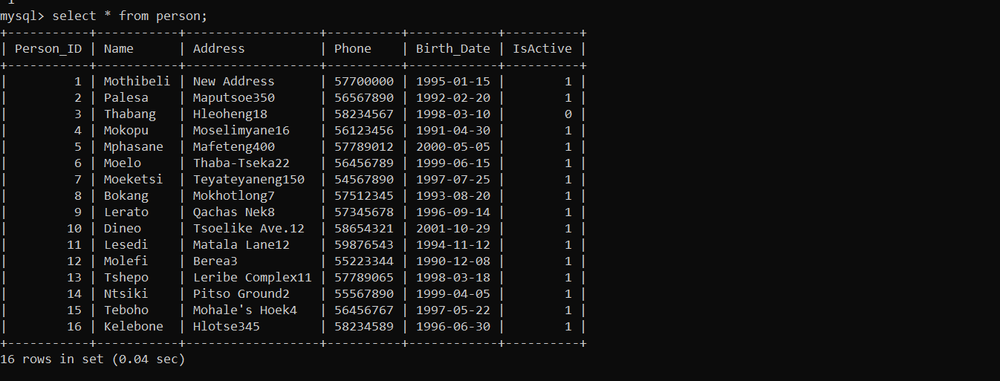 mysql> select * from person;
+-----------+-----------+------------------+----------+------------+----------+
| Person_ID | Name      | Address          | Phone    | Birth_Date | IsActive |
+-----------+-----------+------------------+----------+------------+----------+
|         1 | Mothibeli | New Address      | 57700000 | 1995-01-15 |        1 |
|         2 | Palesa    | Maputsoe350      | 56567890 | 1992-02-20 |        1 |
|         3 | Thabang   | Hleoheng18       | 58234567 | 1998-03-10 |        0 |
|         4 | Mokopu    | Moselimyane16    | 56123456 | 1991-04-30 |        1 |
|         5 | Mphasane  | Mafeteng400      | 57789012 | 2000-05-05 |        1 |
|         6 | Moelo     | Thaba-Tseka22    | 56456789 | 1999-06-15 |        1 |
|         7 | Moeketsi  | Teyateyaneng150  | 54567890 | 1997-07-25 |        1 |
|         8 | Bokang    | Mokhotlong7      | 57512345 | 1993-08-20 |        1 |
|         9 | Lerato    | Qachas Nek8      | 57345678 | 1996-09-14 |        1 |
|        10 | Dineo     | Tsoelike Ave.12  | 58654321 | 2001-10-29 |        1 |
|        11 | Lesedi    | Matala Lane12    | 59876543 | 1994-11-12 |        1 |
|        12 | Molefi    | Berea3           | 55223344 | 1990-12-08 |        1 |
|        13 | Tshepo    | Leribe Complex11 | 57789065 | 1998-03-18 |        1 |
|        14 | Ntsiki    | Pitso Ground2    | 55567890 | 1999-04-05 |        1 |
|        15 | Teboho    | Mohale's Hoek4   | 56456767 | 1997-05-22 |        1 |
|        16 | Kelebone  | Hlotse345        | 58234589 | 1996-06-30 |        1 |
+-----------+-----------+------------------+----------+------------+----------+
16 rows in set (0.04 sec)